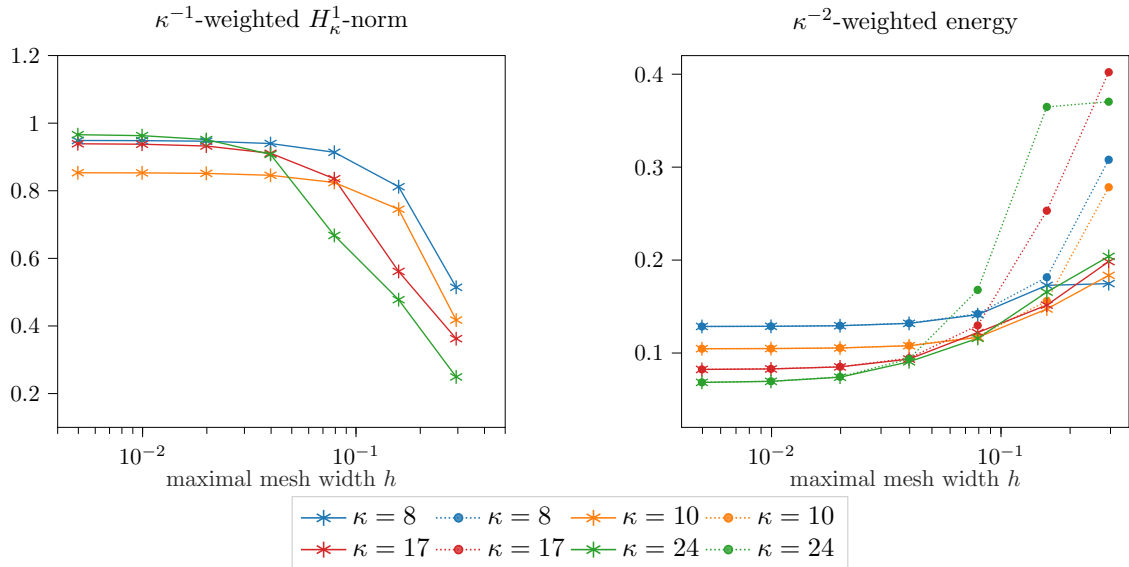 κ⁻¹-weighted H¹_κ-norm
1.2
1
0.8
0.6
0.4
0.2
10⁻²
10⁻¹
maximal mesh width h
κ⁻²-weighted energy
0.4
0.3
0.2
0.1
10⁻²
10⁻¹
maximal mesh width h
κ = 8 κ = 8 κ = 10 κ = 10
κ = 17 κ = 17 κ = 24 κ = 24